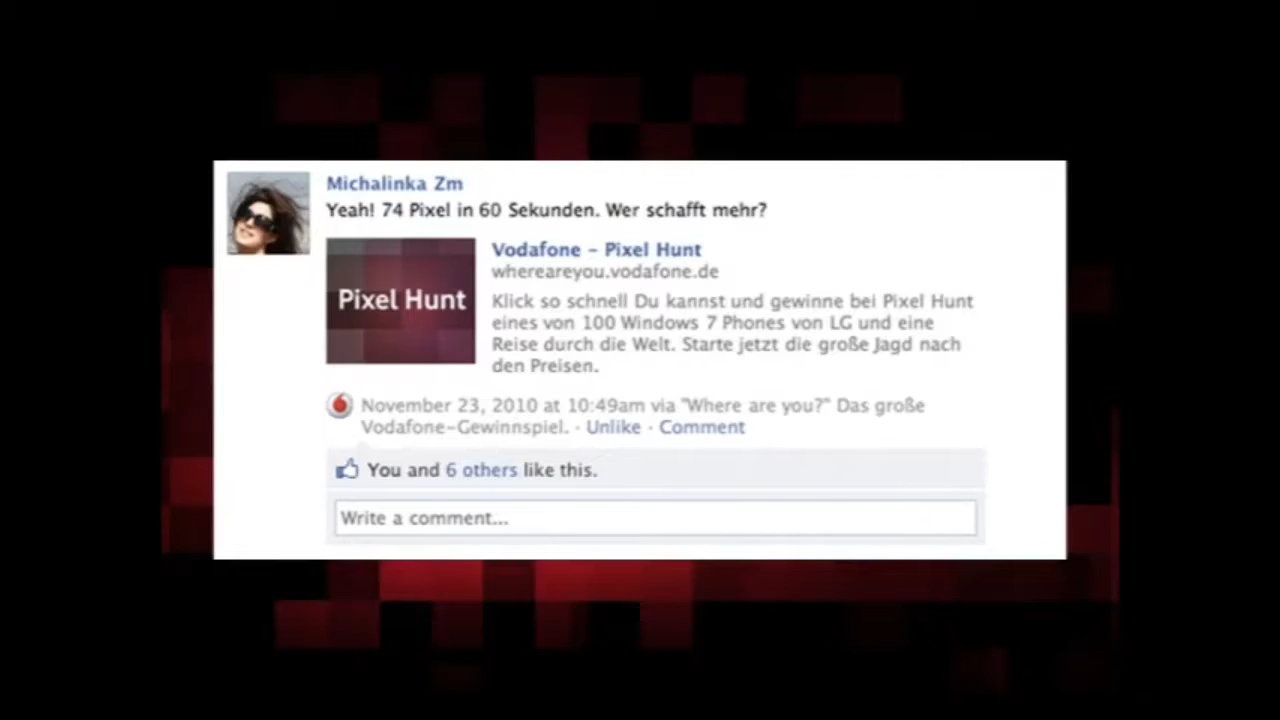 Michalinka Zm
Yeah! 74 Pixel in 60 Sekunden. Wer schafft mehr?
Pixel Hunt
Vodafone – Pixel Hunt
whereareyou.vodafone.de
Klick so schnell Du kannst und gewinne bei Pixel Hunt
eines von 100 Windows 7 Phones von LG und eine
Reise durch die Welt. Starte jetzt die große Jagd nach
den Preisen.
November 23, 2010 at 10:49am via "Where are you?" Das große
Vodafone-Gewinnspiel. · Unlike · Comment
You and 6 others like this.
Write a comment...